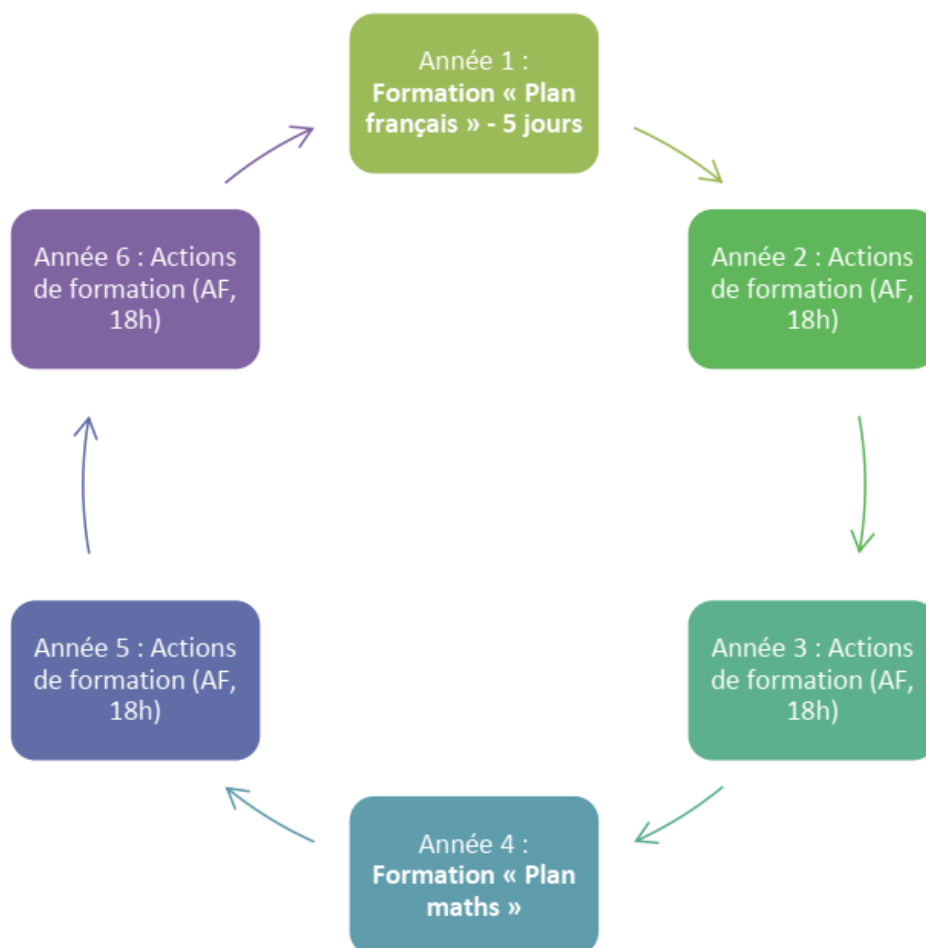 Année 1 :
Formation « Plan
français » - 5 jours
Année 2 : Actions
de formation (AF,
18h)
Année 3 : Actions
de formation (AF,
18h)
Année 4 :
Formation « Plan
maths »
Année 5 : Actions
de formation (AF,
18h)
Année 6 : Actions
de formation (AF,
18h)